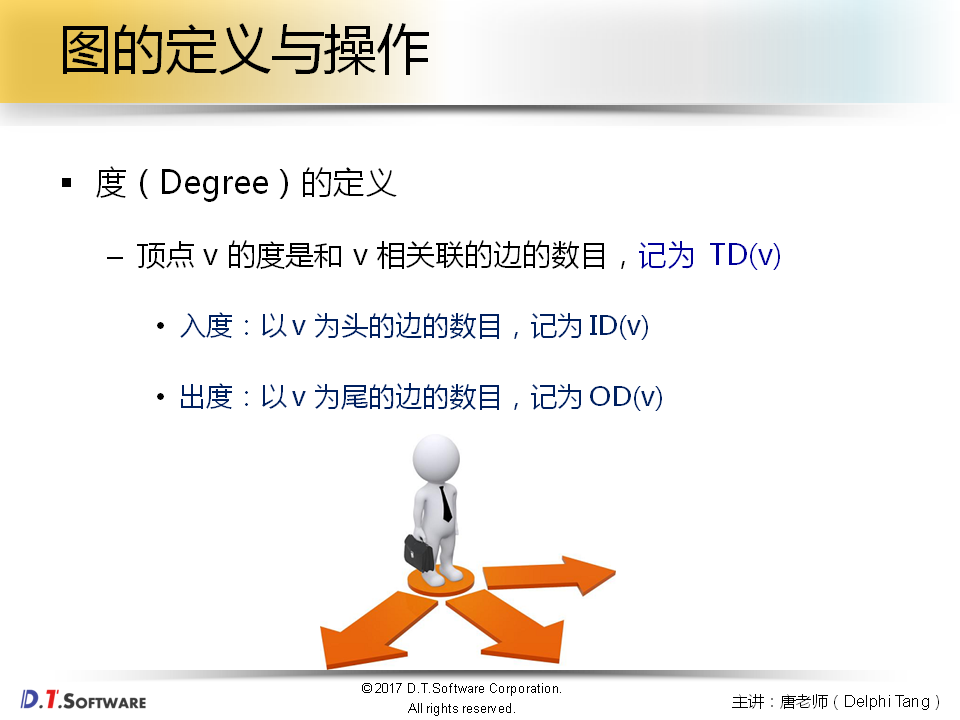 图的定义与操作
▪ 度（Degree）的定义
– 顶点 v 的度是和 v 相关联的边的数目，记为 TD(v)
• 入度：以 v 为头的边的数目，记为 ID(v)
• 出度：以 v 为尾的边的数目，记为 OD(v)
D.T.SOFTWARE
©2017 D.T.Software Corporation.
All rights reserved.
主讲：唐老师（Delphi Tang）